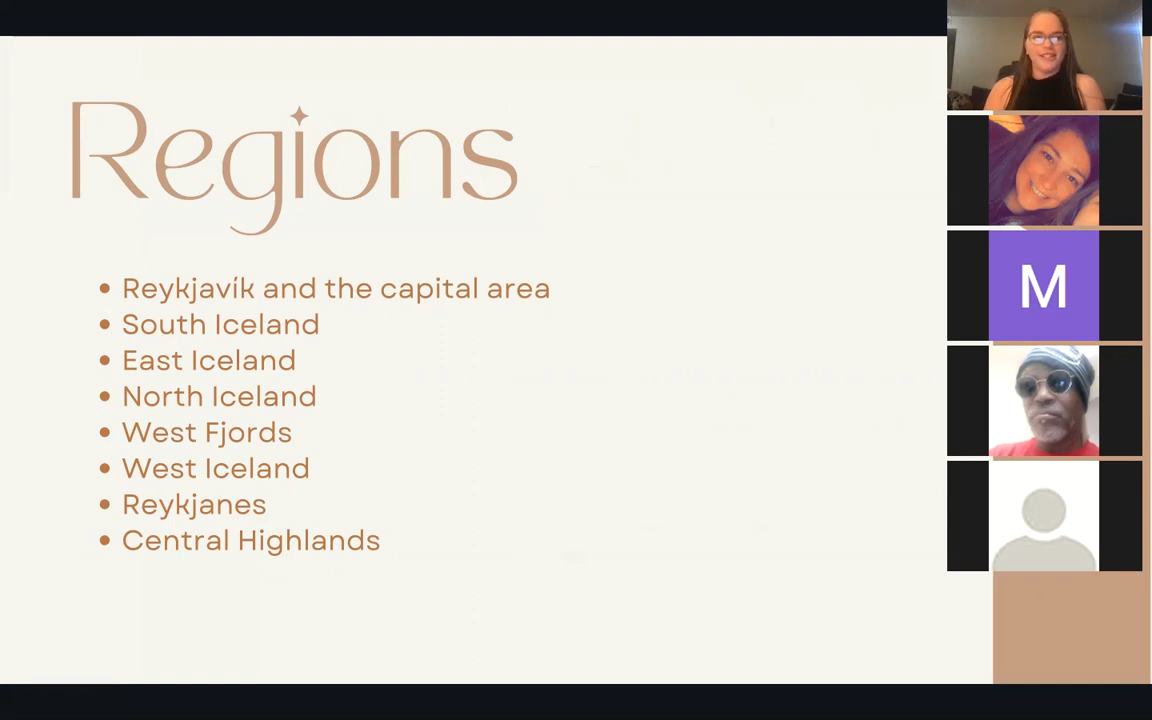 Regions
• Reykjavík and the capital area
• South Iceland
• East Iceland
• North Iceland
• West Fjords
• West Iceland
• Reykjanes
• Central Highlands
M